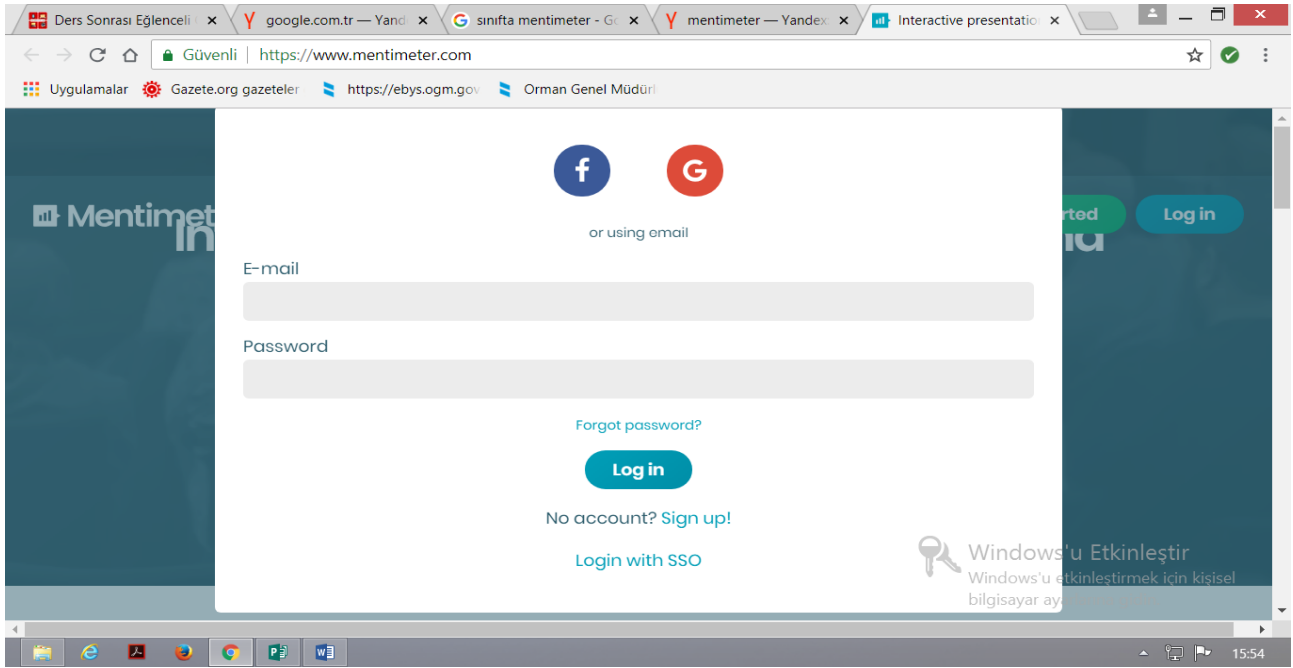 Ders Sonrası Eğlenceli
google.com.tr — Yand
sınıfta mentimeter - Go
mentimeter — Yandex
Interactive presentatio
Güvenli
https://www.mentimeter.com
Uygulamalar
Gazete.org gazeteler
https://ebys.ogm.gov
Orman Genel Müdürl
Mentimet
rted
Log in
or using email
E-mail
Password
Forgot password?
Log in
No account? Sign up!
Login with SSO
Windows'u Etkinleştir
Windows'u etkinleştirmek için kişisel
bilgisayar
15:54